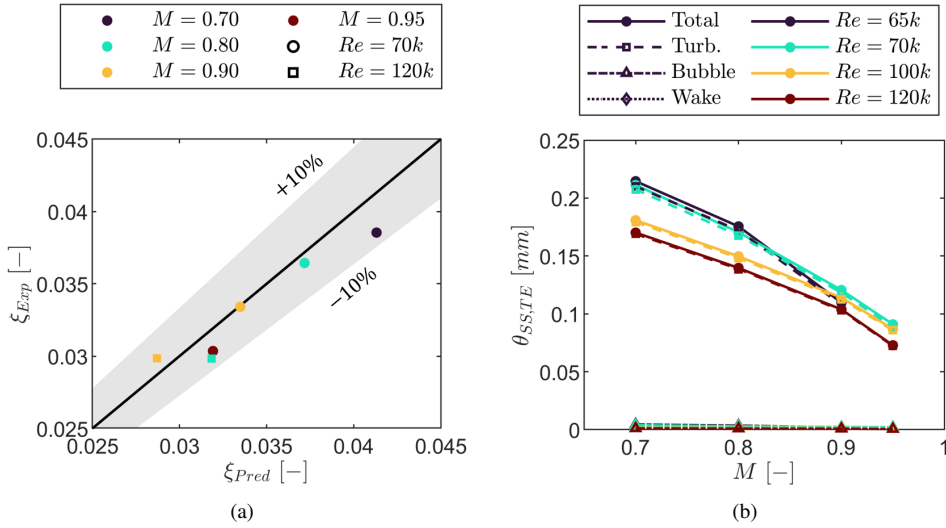 M = 0.70
M = 0.95
M = 0.80
Re = 70k
M = 0.90
Re = 120k
0.045
0.04
0.035
0.03
0.025
ξ_Exp [−]
+10%
−10%
0.025
0.03
0.035
0.04
0.045
ξ_Pred [−]
(a)
Total
Re = 65k
Turb.
Re = 70k
Bubble
Re = 100k
Wake
Re = 120k
0.25
0.2
0.15
0.1
0.05
0
θ_SS,TE [mm]
0.7
0.8
0.9
1
M [−]
(b)